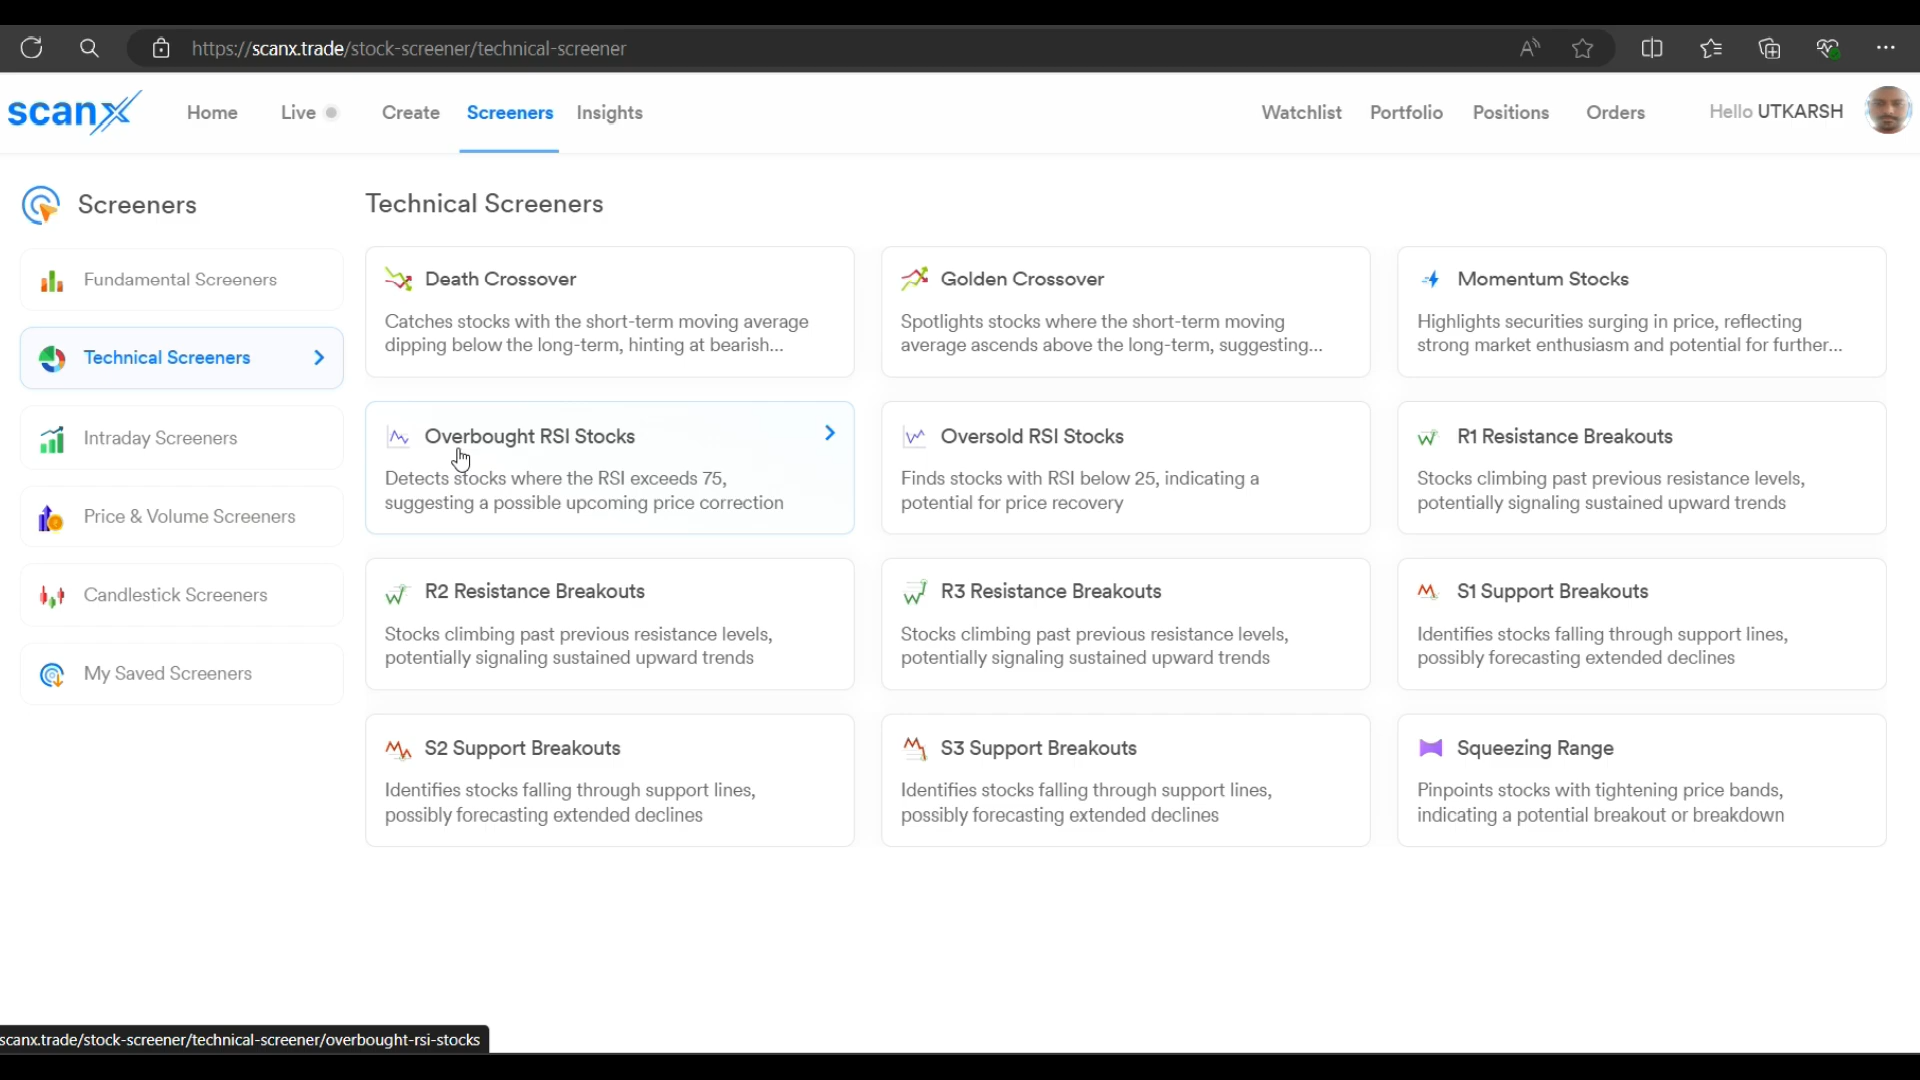 https://scanx.trade/stock-screener/technical-screener
scanx
Home
Live
Create
Screeners
Insights
Watchlist
Portfolio
Positions
Orders
Hello UTKARSH
Screeners
Fundamental Screeners
Technical Screeners
Intraday Screeners
Price & Volume Screeners
Candlestick Screeners
My Saved Screeners
Technical Screeners
Death Crossover
Catches stocks with the short-term moving average
dipping below the long-term, hinting at bearish...
Golden Crossover
Spotlights stocks where the short-term moving
average ascends above the long-term, suggesting...
Momentum Stocks
Highlights securities surging in price, reflecting
strong market enthusiasm and potential for further...
Overbought RSI Stocks
Detects stocks where the RSI exceeds 75,
suggesting a possible upcoming price correction
Oversold RSI Stocks
Finds stocks with RSI below 25, indicating a
potential for price recovery
R1 Resistance Breakouts
Stocks climbing past previous resistance levels,
potentially signaling sustained upward trends
R2 Resistance Breakouts
Stocks climbing past previous resistance levels,
potentially signaling sustained upward trends
R3 Resistance Breakouts
Stocks climbing past previous resistance levels,
potentially signaling sustained upward trends
S1 Support Breakouts
Identifies stocks falling through support lines,
possibly forecasting extended declines
S2 Support Breakouts
Identifies stocks falling through support lines,
possibly forecasting extended declines
S3 Support Breakouts
Identifies stocks falling through support lines,
possibly forecasting extended declines
Squeezing Range
Pinpoints stocks with tightening price bands,
indicating a potential breakout or breakdown
scanx.trade/stock-screener/technical-screener/overbought-rsi-stocks